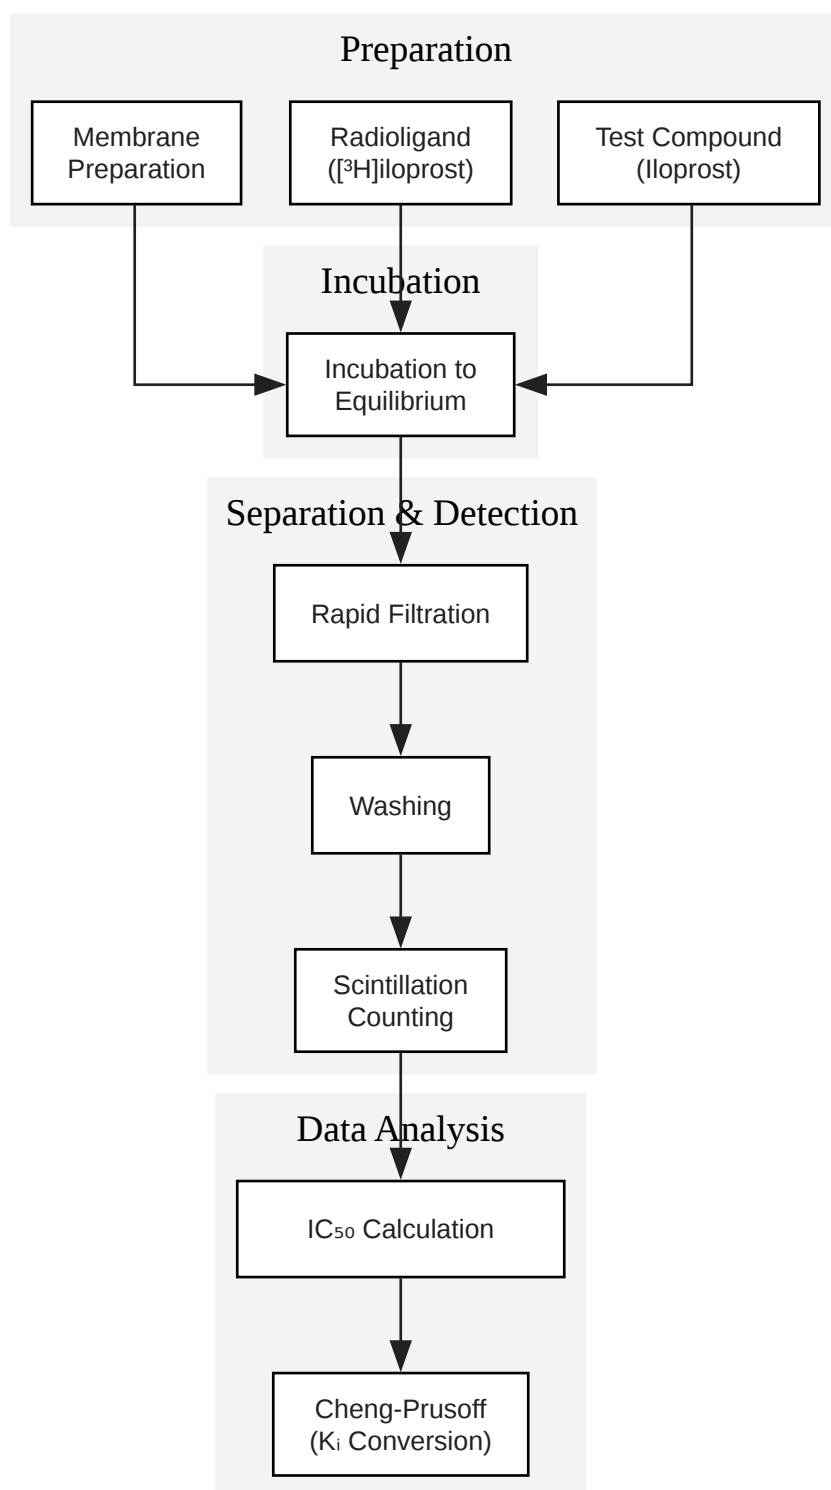 Preparation
Membrane
Preparation
Radioligand
([³H]iloprost)
Test Compound
(Iloprost)
Incubation
Incubation to
Equilibrium
Separation & Detection
Rapid Filtration
Washing
Scintillation
Counting
Data Analysis
IC₅₀ Calculation
Cheng-Prusoff
(Kᵢ Conversion)